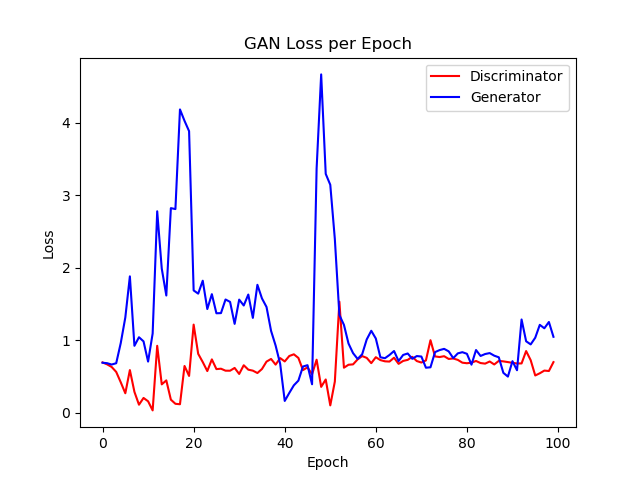 GAN Loss per Epoch
Discriminator
Generator
4
3
2
1
0
Loss
0 20 40 60 80 100
Epoch